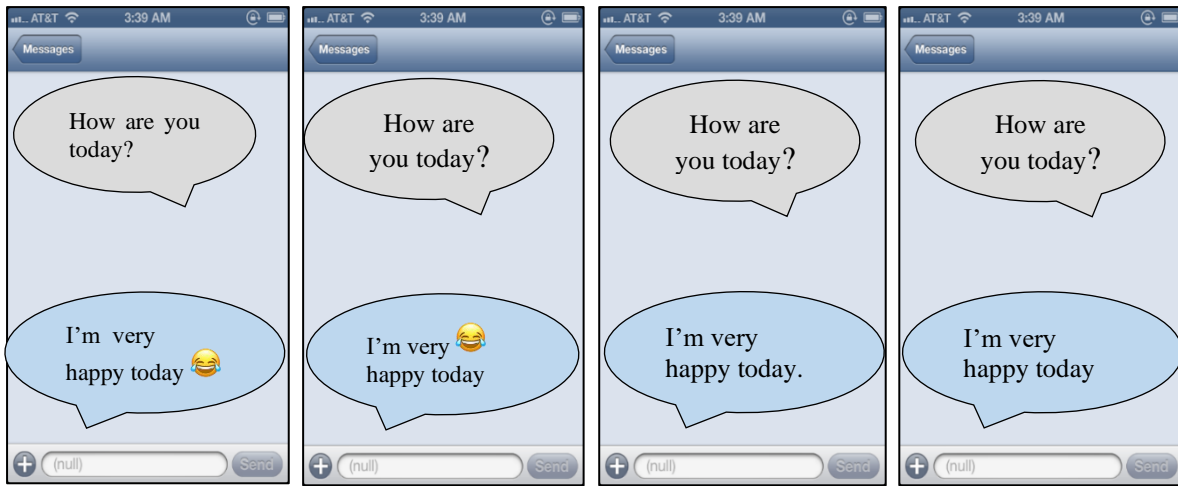 AT&T 3:39 AM
Messages
How are you
today?
I'm very
happy today 😂
(null) Send
AT&T 3:39 AM
Messages
How are
you today?
I'm very 😂
happy today
(null) Send
AT&T 3:39 AM
Messages
How are
you today?
I'm very
happy today.
(null) Send
AT&T 3:39 AM
Messages
How are
you today?
I'm very
happy today
(null) Send